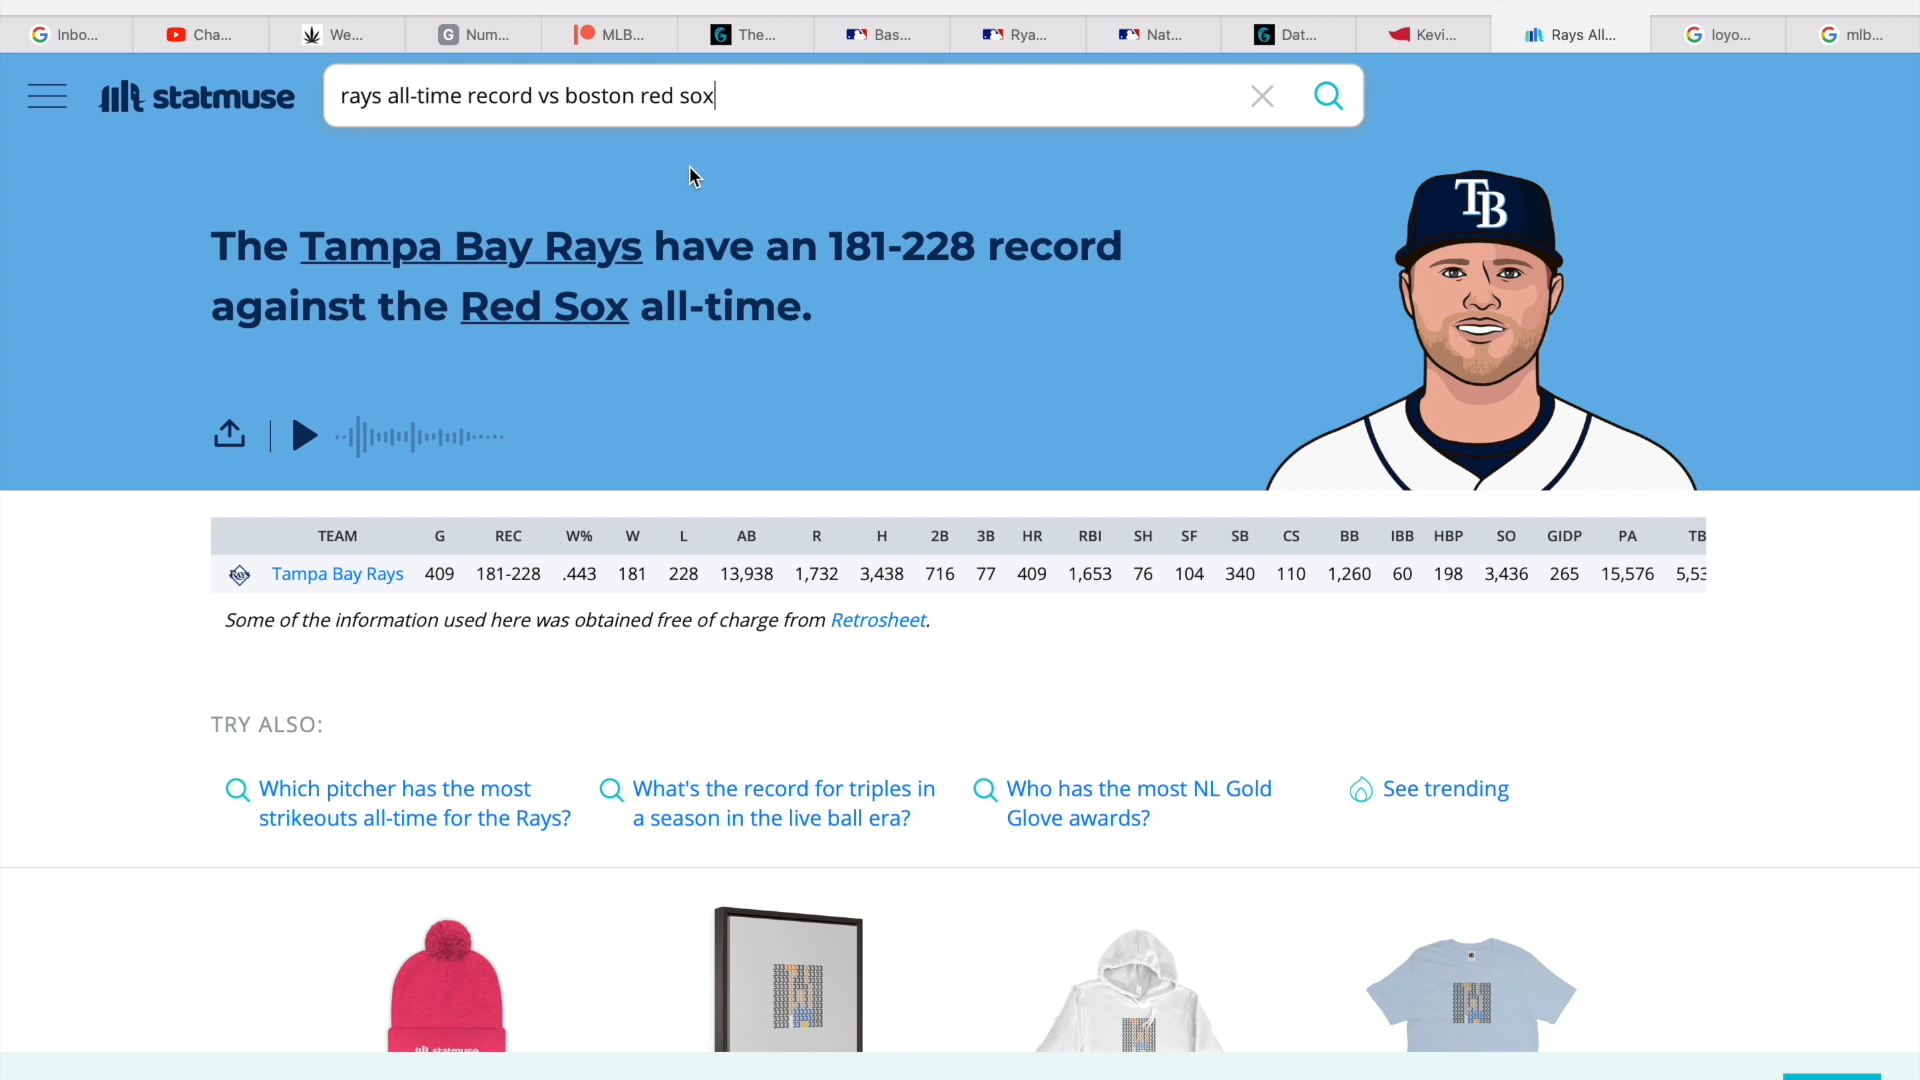 Inbo...
Cha...
We...
G Num...
MLB...
The...
Bas...
Rya...
Nat...
Dat...
Kevi...
Rays All...
loyo...
mlb...
statmuse
rays all-time record vs boston red sox
TB
The Tampa Bay Rays have an 181-228 record
against the Red Sox all-time.
TEAM G REC W% W L AB R H 2B 3B HR RBI SH SF SB CS BB IBB HBP SO GIDP PA TB
RAYS Tampa Bay Rays 409 181-228 .443 181 228 13,938 1,732 3,438 716 77 409 1,653 76 104 340 110 1,260 60 198 3,436 265 15,576 5,53
Some of the information used here was obtained free of charge from Retrosheet.
TRY ALSO:
Which pitcher has the most
strikeouts all-time for the Rays?
What's the record for triples in
a season in the live ball era?
Who has the most NL Gold
Glove awards?
See trending
statmuse